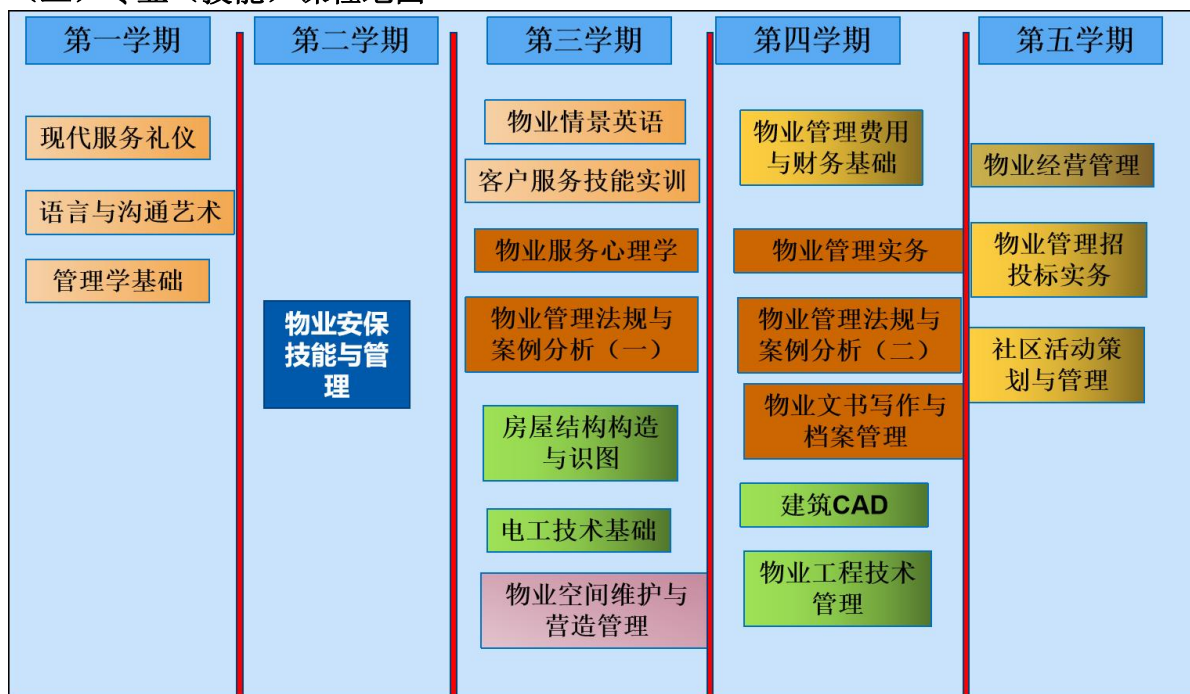 第一学期
第二学期
第三学期
第四学期
第五学期
现代服务礼仪
语言与沟通艺术
管理学基础
物业安保
技能与管
理
物业情景英语
客户服务技能实训
物业服务心理学
物业管理法规与
案例分析（一）
房屋结构构造
与识图
电工技术基础
物业空间维护与
营造管理
物业管理费用
与财务基础
物业管理实务
物业管理法规与
案例分析（二）
物业文书写作与
档案管理
建筑CAD
物业工程技术
管理
物业经营管理
物业管理招
投标实务
社区活动策
划与管理